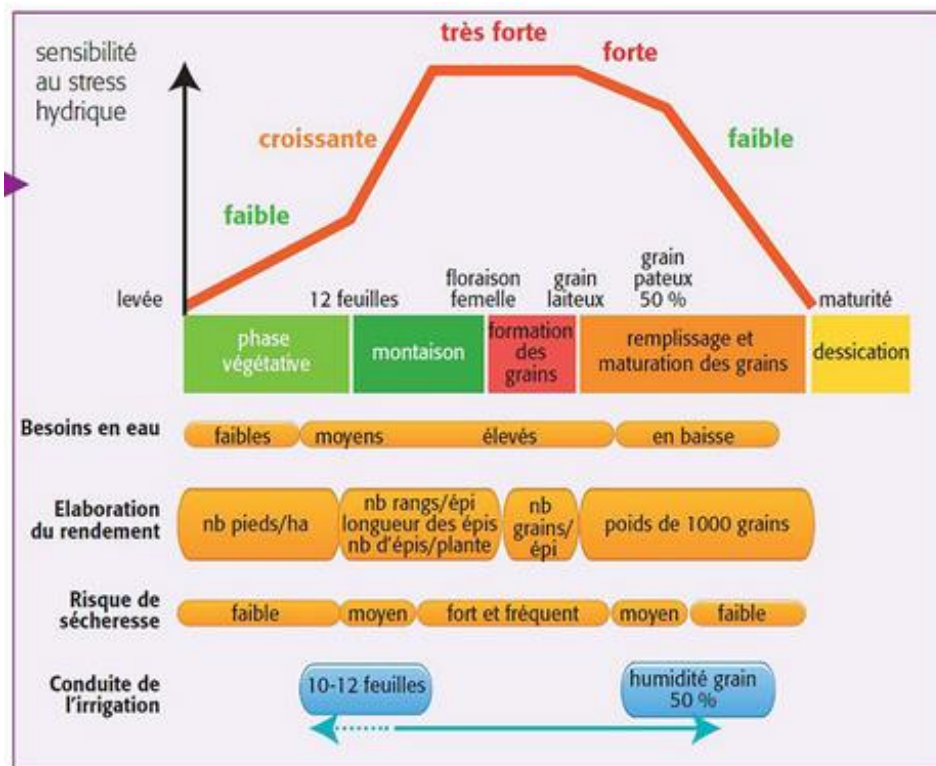 sensibilité
au stress
hydrique
très forte
forte
croissante
faible
faible
levée
12 feuilles
floraison
femelle
grain
laiteux
grain
pateux
50 %
maturité
phase
végétative
montaison
formation
des
grains
remplissage et
maturation des grains
dessication
Besoins en eau
faibles
moyens
élevés
en baisse
Elaboration
du rendement
nb pieds/ha
nb rangs/épi
longueur des épis
nb d'épis/plante
nb
grains/
épi
poids de 1000 grains
Risque de
sécheresse
faible
moyen
fort et fréquent
moyen
faible
Conduite de
l'irrigation
10-12 feuilles
humidité grain
50 %